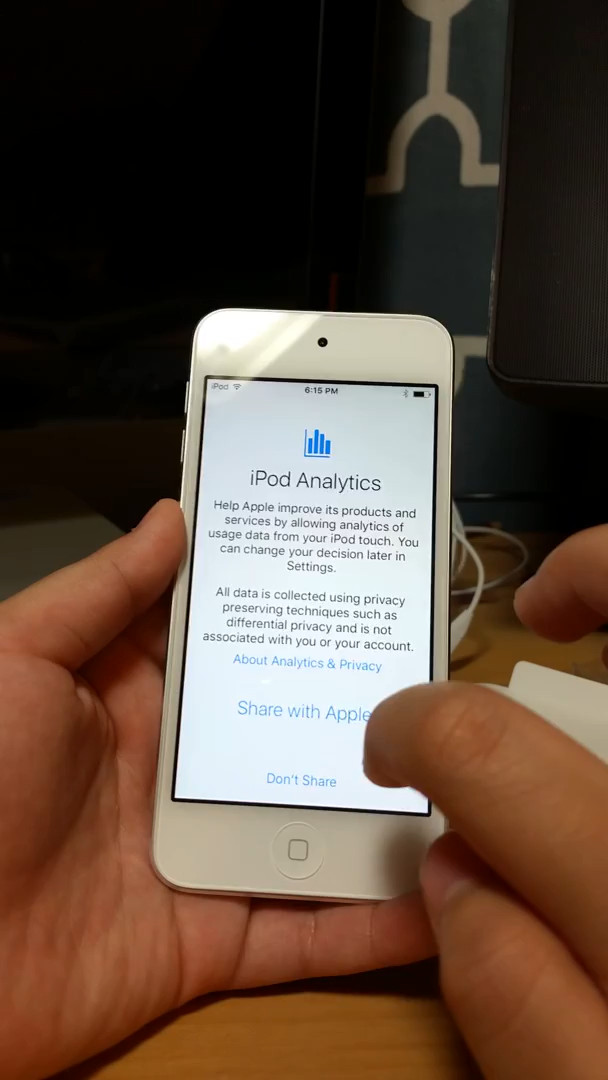 iPod 6:15 PM
iPod Analytics
Help Apple improve its products and
services by allowing analytics of
usage data from your iPod touch. You
can change your decision later in
Settings.
All data is collected using privacy
preserving techniques such as
differential privacy and is not
associated with you or your account.
About Analytics & Privacy
Share with Apple
Don't Share